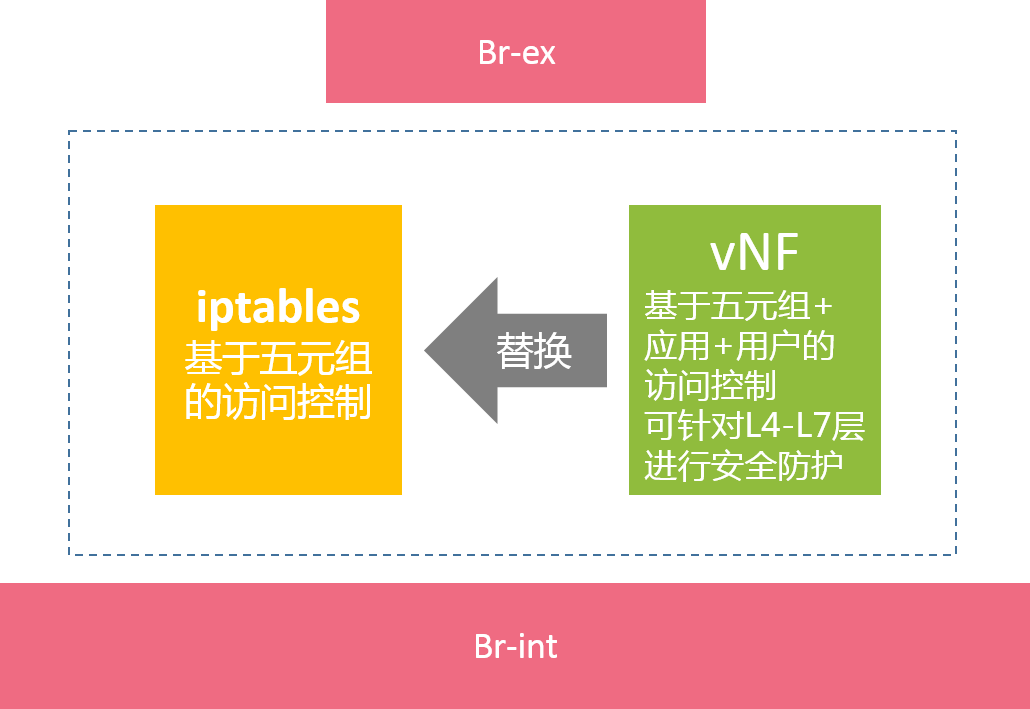 Br-ex
iptables
基于五元组
的访问控制
替换
vNF
基于五元组+
应用+用户的
访问控制
可针对L4-L7层
进行安全防护
Br-int